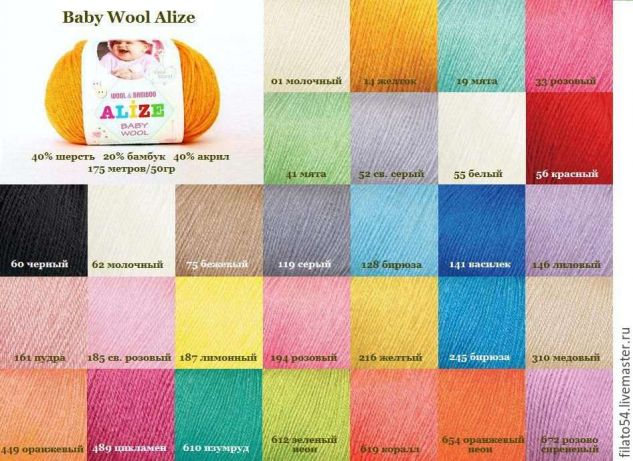 Baby Wool Alize
WOOL & BAMBOO
ALIZE
BABY
WOOL
40% шерсть 20% бамбук 40% акрил
175 метров/50гр
01 молочный
14 желток
19 мята
33 розовый
41 мята
52 св. серый
55 белый
56 красный
60 черный
62 молочный
75 бежевый
119 серый
128 бирюза
141 василек
146 лиловый
161 пудра
185 св. розовый
187 лимонный
194 розовый
216 желтый
245 бирюза
310 медовый
449 оранжевый
489 цикламен
610 изумруд
612 зеленый
неон
619 коралл
654 оранжевый
неон
672 розово
сиреневый
filato54.livemaster.ru